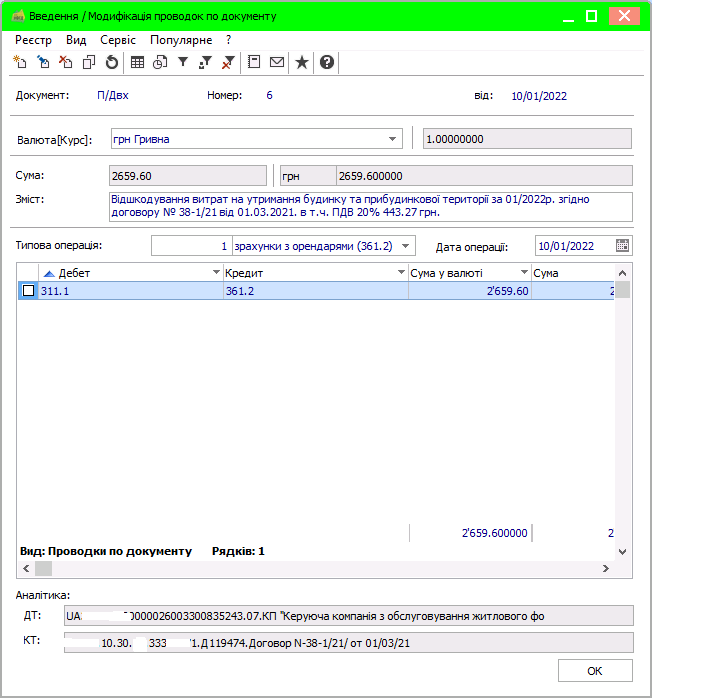 Введення / Модифікація проводок по документу
Реєстр Вид Сервіс Популярне ?
Документ: П/Двх Номер: 6 від: 10/01/2022
Валюта[Курс]: грн Гривна 1.00000000
Сума: 2659.60 грн 2659.600000
Зміст: Відшкодування витрат на утримання будинку та прибудинкової території за 01/2022р. згідно
договору № 38-1/21 від 01.03.2021. в т.ч. ПДВ 20% 443.27 грн.
Типова операція: 1 зрахунки з орендарями (361.2) Дата операції: 10/01/2022
Дебет Кредит Сума у валюті Сума
311.1 361.2 2'659.60 2
2'659.600000 2
Вид: Проводки по документу Рядків: 1
Аналітика:
ДТ: UA 0000026003300835243.07.КП "Керуюча компанія з обслуговування житлового фо
КТ: 10.30. 333 1.Д119474.Договор N-38-1/21/ от 01/03/21
ОК